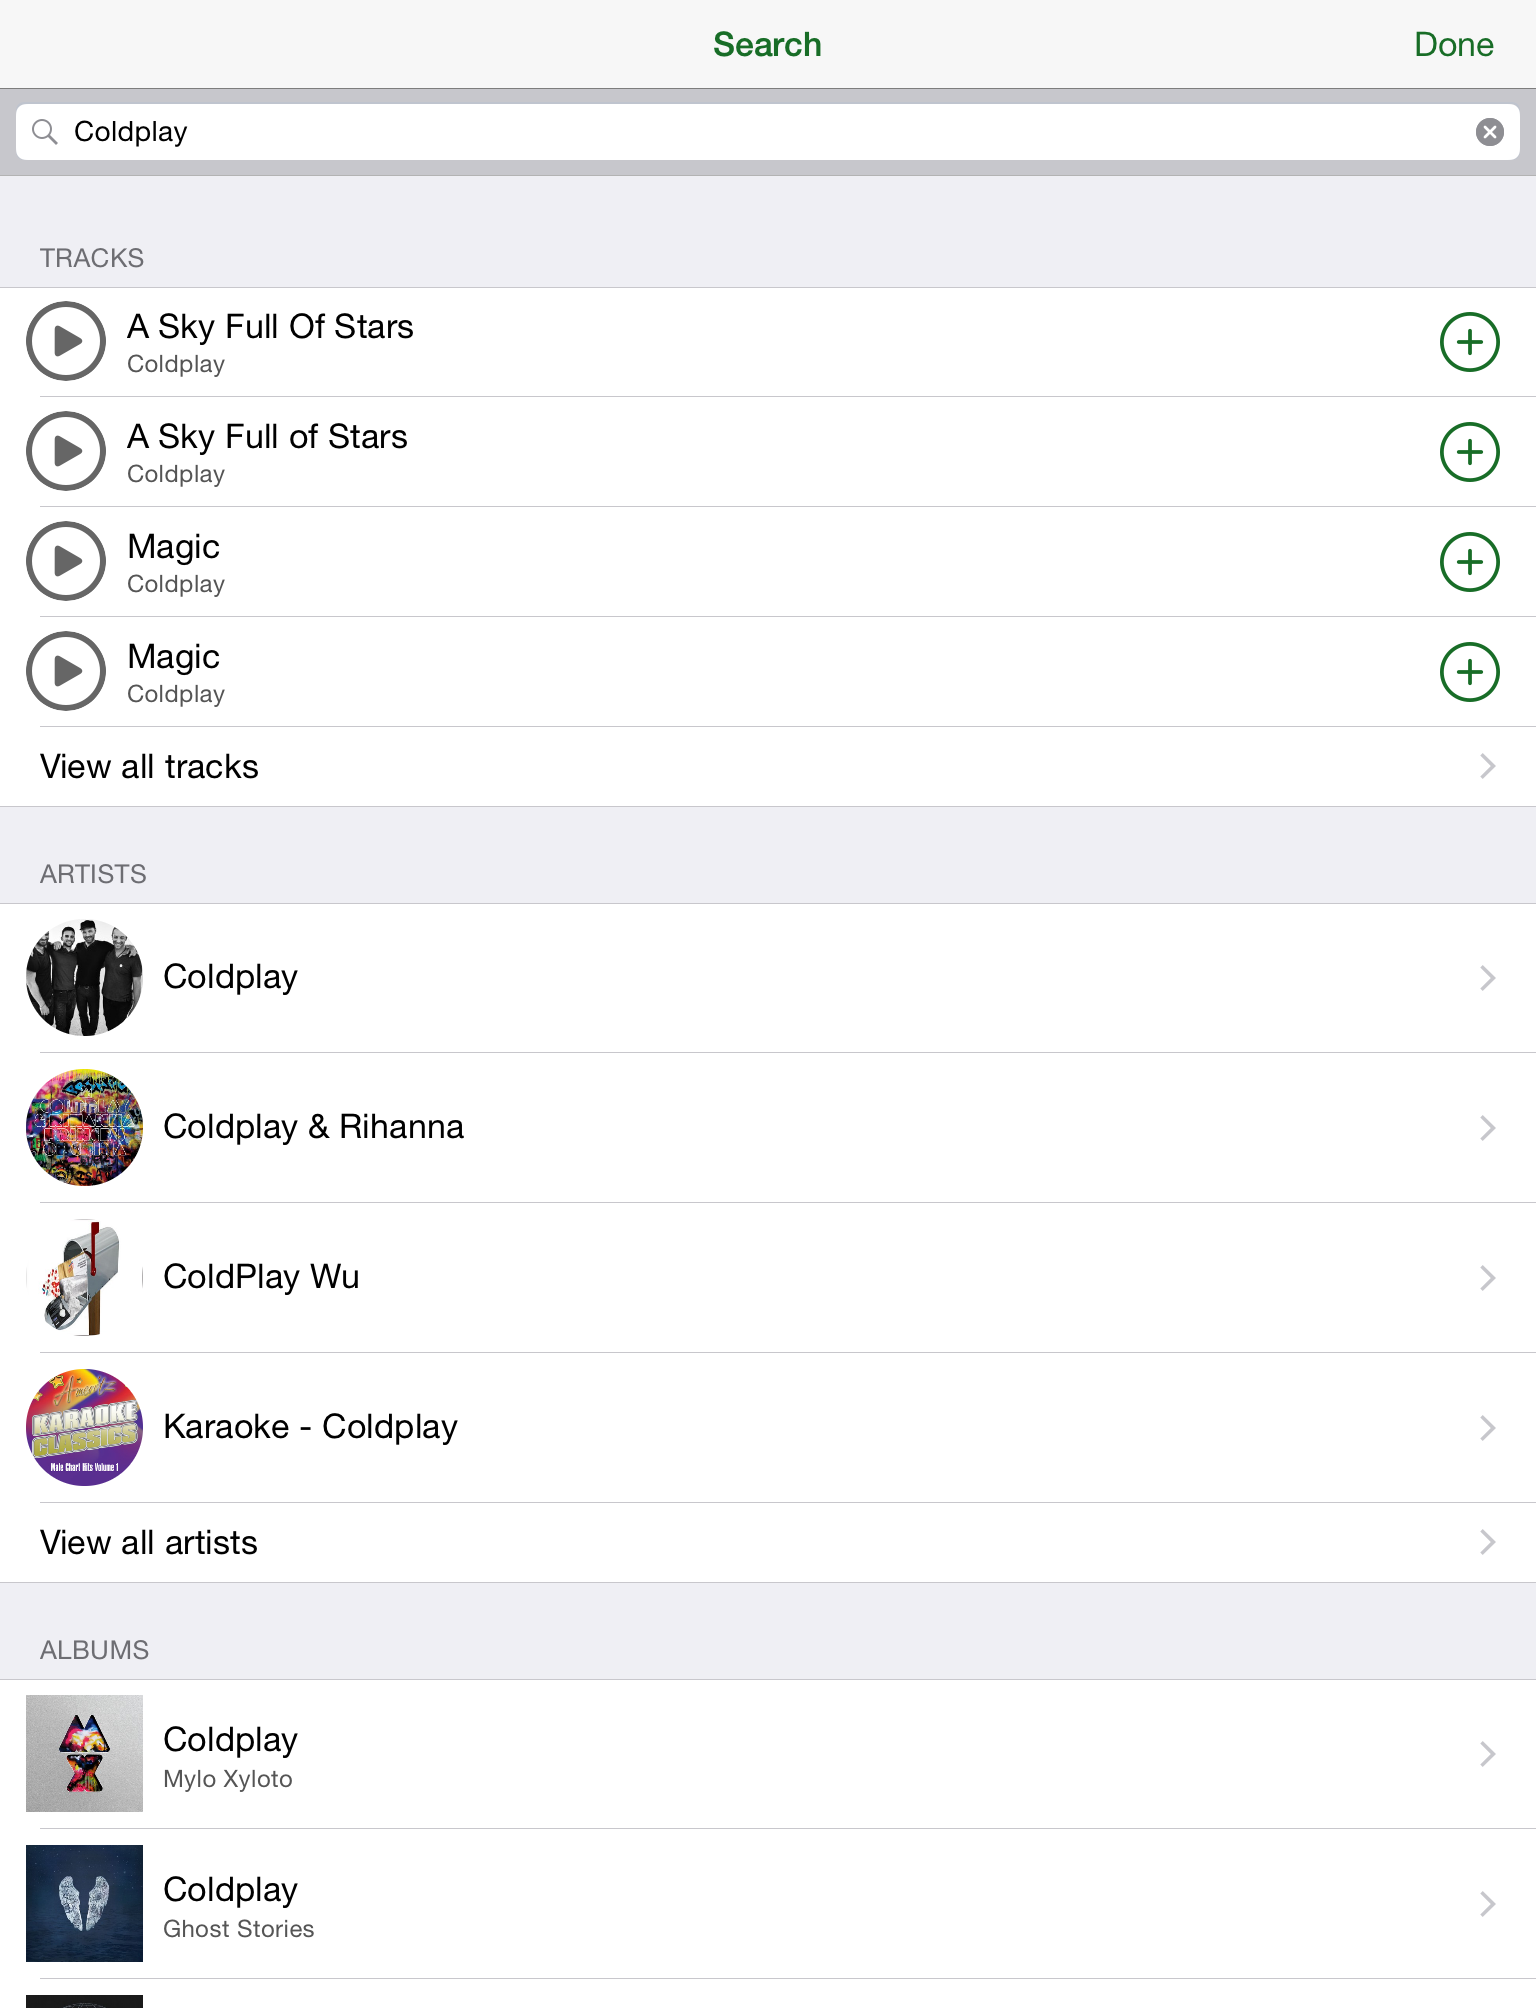 Search
Done
Coldplay
TRACKS
A Sky Full Of Stars
Coldplay
A Sky Full of Stars
Coldplay
Magic
Coldplay
Magic
Coldplay
View all tracks
ARTISTS
Coldplay
COLDPLAY
Coldplay & Rihanna
ColdPlay Wu
KARAOKE
CLASSICS
Male Chart Hits Volume 1
Karaoke - Coldplay
View all artists
ALBUMS
Coldplay
Mylo Xyloto
Coldplay
Ghost Stories